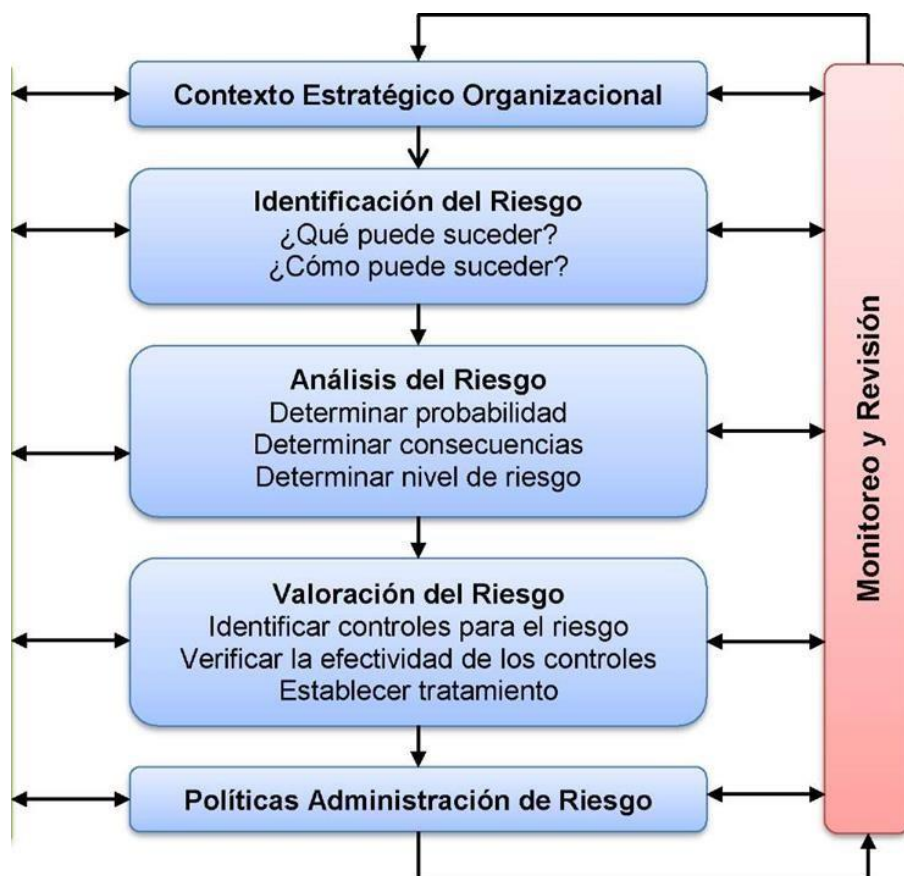 Contexto Estratégico Organizacional
Identificación del Riesgo
¿Qué puede suceder?
¿Cómo puede suceder?
Análisis del Riesgo
Determinar probabilidad
Determinar consecuencias
Determinar nivel de riesgo
Valoración del Riesgo
Identificar controles para el riesgo
Verificar la efectividad de los controles
Establecer tratamiento
Políticas Administración de Riesgo
Monitoreo y Revisión